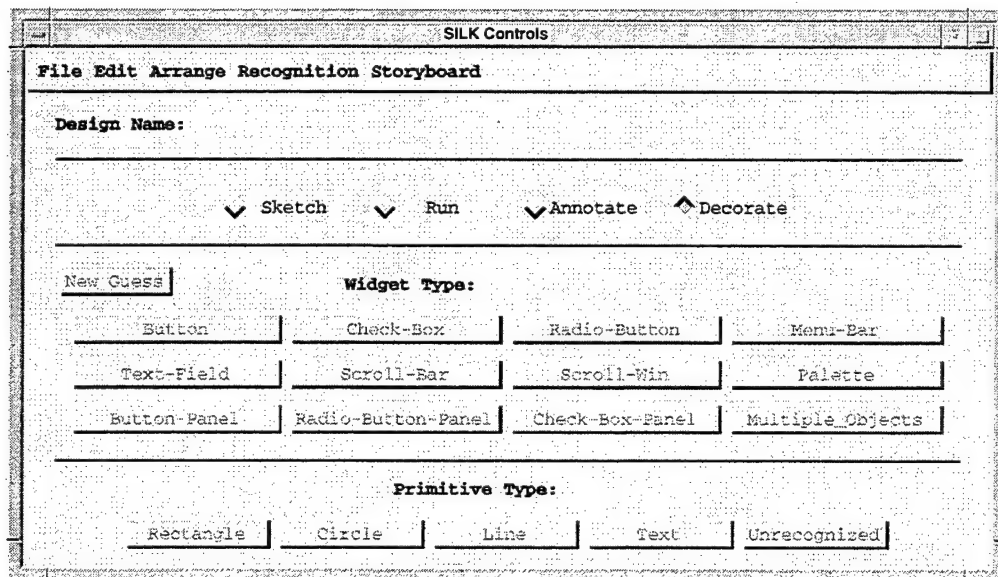 SILK Controls
File Edit Arrange Recognition Storyboard
Design Name:
Sketch Run Annotate Decorate
New Guess Widget Type:
Button Check-Box Radio-Button Menu-Bar
Text-Field Scroll-Bar Scroll-Win Palette
Button-Panel Radio-Button-Panel Check-Box-Panel Multiple_Objects
Primitive Type:
Rectangle Circle Line Text Unrecognized